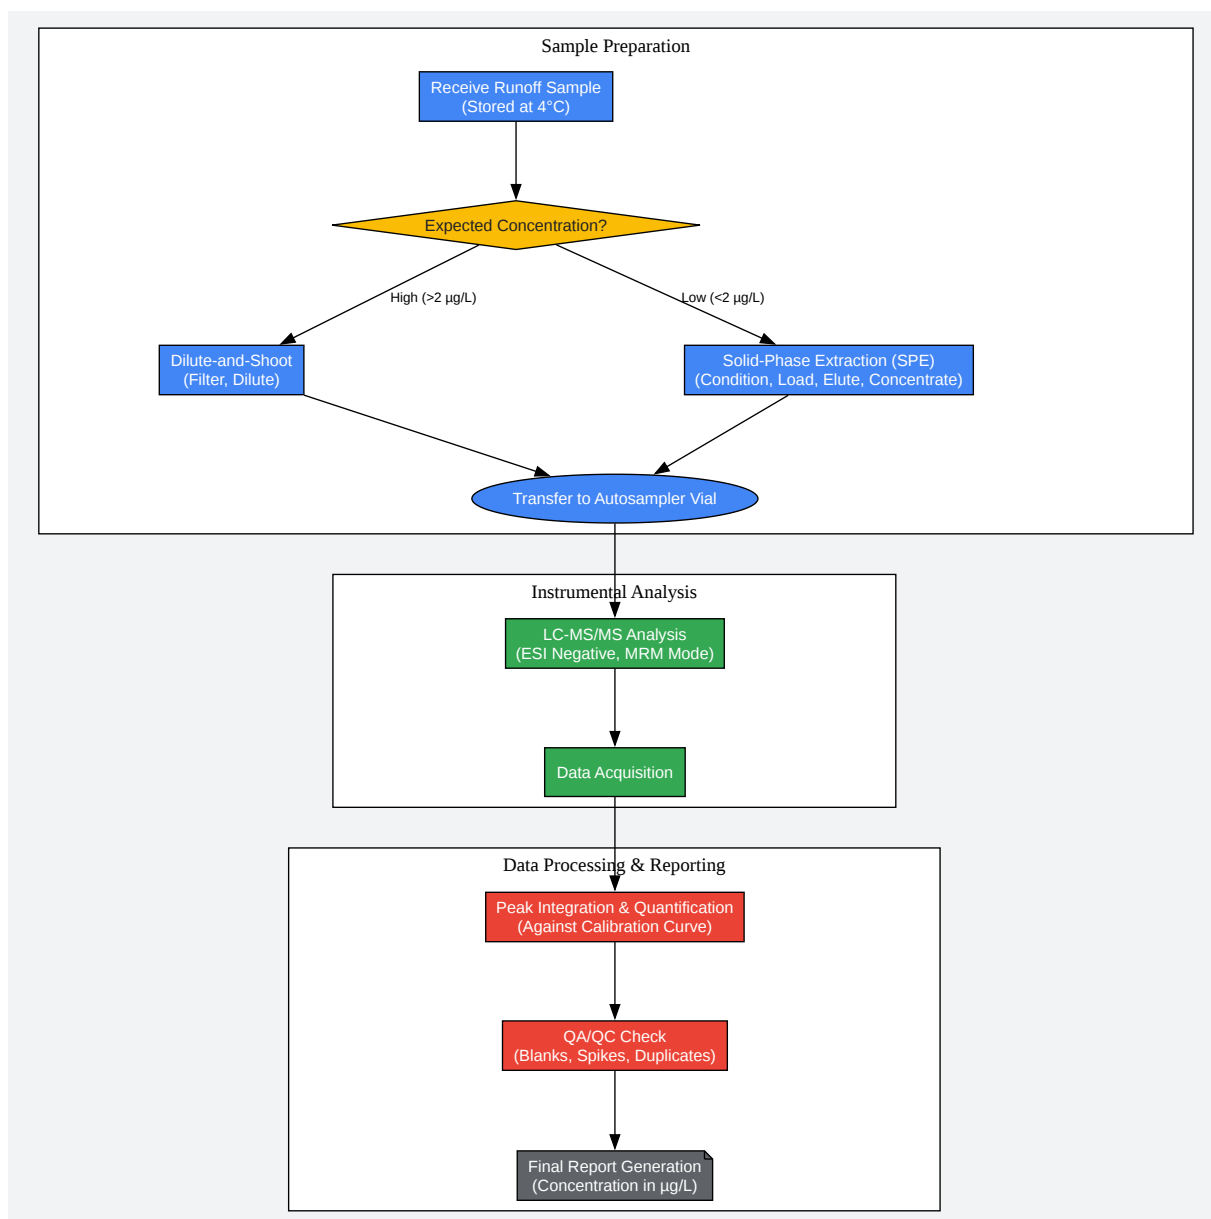 Sample Preparation
Receive Runoff Sample
(Stored at 4°C)
Expected Concentration?
High (>2 µg/L)
Low (<2 µg/L)
Dilute-and-Shoot
(Filter, Dilute)
Solid-Phase Extraction (SPE)
(Condition, Load, Elute, Concentrate)
Transfer to Autosampler Vial
Instrumental Analysis
LC-MS/MS Analysis
(ESI Negative, MRM Mode)
Data Acquisition
Data Processing & Reporting
Peak Integration & Quantification
(Against Calibration Curve)
QA/QC Check
(Blanks, Spikes, Duplicates)
Final Report Generation
(Concentration in µg/L)